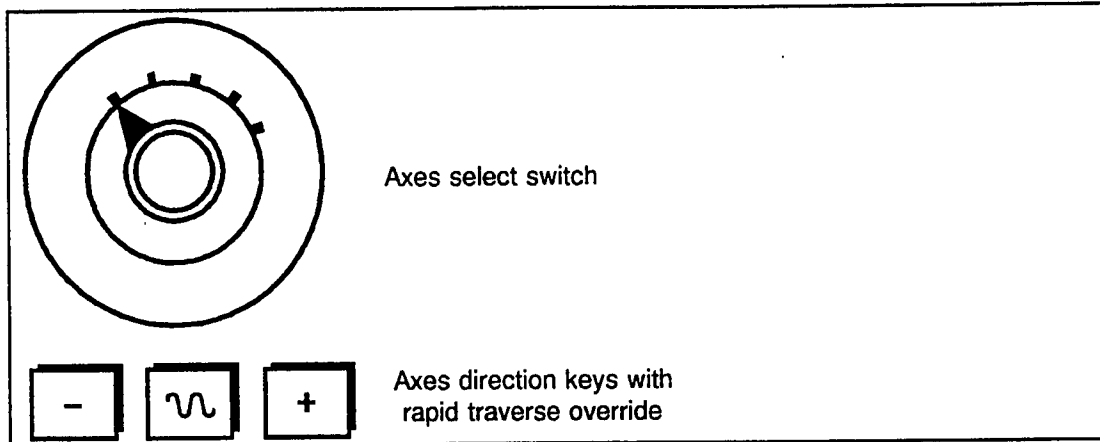 Axes select switch
- +
Axes direction keys with
rapid traverse override